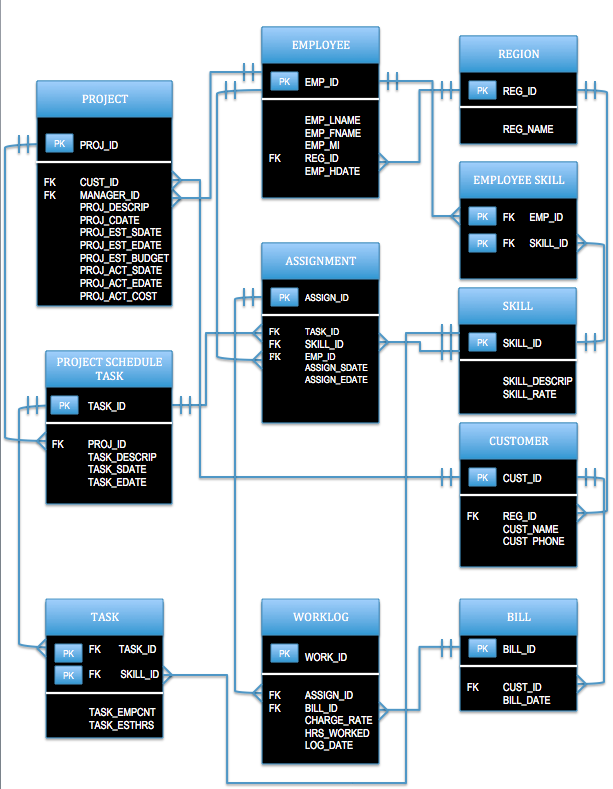 PROJECT
PK PROJ_ID
FK CUST_ID
FK MANAGER_ID
PROJ_DESCRIP
PROJ_CDATE
PROJ_EST_SDATE
PROJ_EST_EDATE
PROJ_EST_BUDGET
PROJ_ACT_SDATE
PROJ_ACT_EDATE
PROJ_ACT_COST
EMPLOYEE
PK EMP_ID
EMP_LNAME
EMP_FNAME
EMP_MI
FK REG_ID
EMP_HDATE
REGION
PK REG_ID
REG_NAME
EMPLOYEE SKILL
PK FK EMP_ID
PK FK SKILL_ID
ASSIGNMENT
PK ASSIGN_ID
FK TASK_ID
FK SKILL_ID
FK EMP_ID
ASSIGN_SDATE
ASSIGN_EDATE
SKILL
PK SKILL_ID
SKILL_DESCRIP
SKILL_RATE
PROJECT SCHEDULE
TASK
PK TASK_ID
FK PROJ_ID
TASK_DESCRIP
TASK_SDATE
TASK_EDATE
CUSTOMER
PK CUST_ID
FK REG_ID
CUST_NAME
CUST_PHONE
TASK
PK FK TASK_ID
PK FK SKILL_ID
TASK_EMPCNT
TASK_ESTHRS
WORKLOG
PK WORK_ID
FK ASSIGN_ID
FK BILL_ID
CHARGE_RATE
HRS_WORKED
LOG_DATE
BILL
PK BILL_ID
FK CUST_ID
BILL_DATE